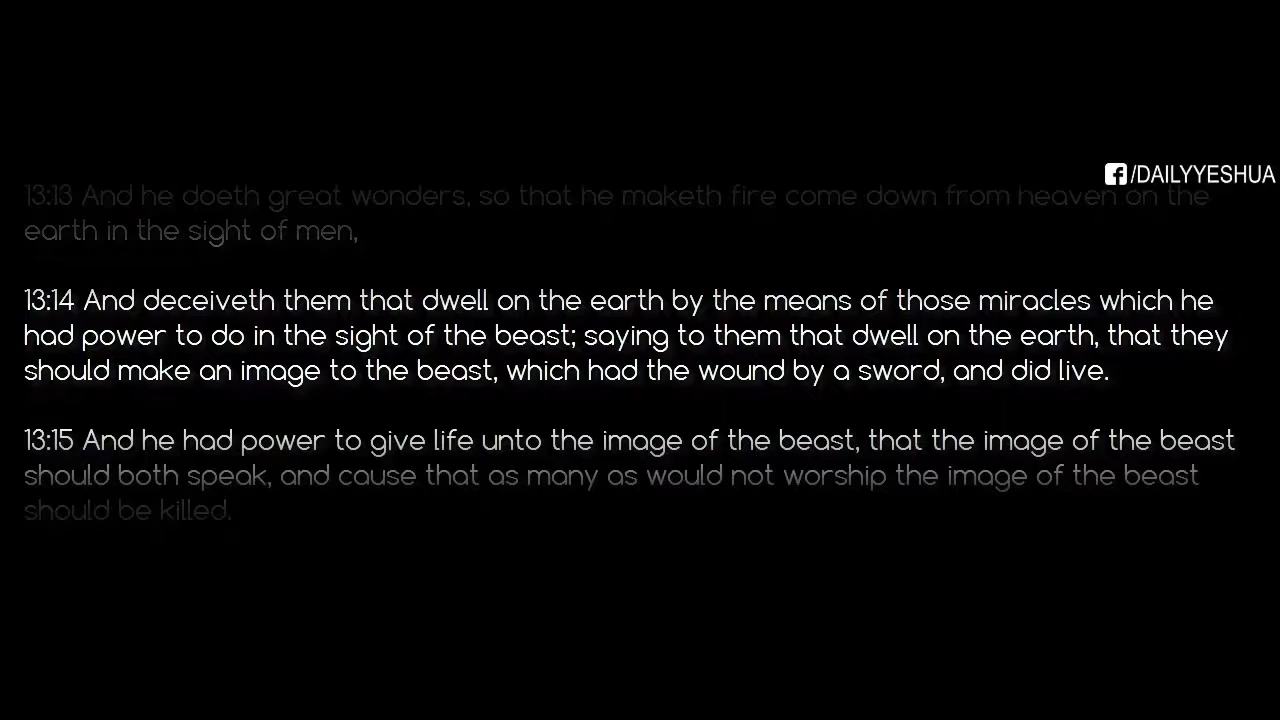 /DAILYYESHUA
13:13 And he doeth great wonders, so that he maketh fire come down from heaven on the
earth in the sight of men,
13:14 And deceiveth them that dwell on the earth by the means of those miracles which he
had power to do in the sight of the beast; saying to them that dwell on the earth, that they
should make an image to the beast, which had the wound by a sword, and did live.
13:15 And he had power to give life unto the image of the beast, that the image of the beast
should both speak, and cause that as many as would not worship the image of the beast
should be killed.